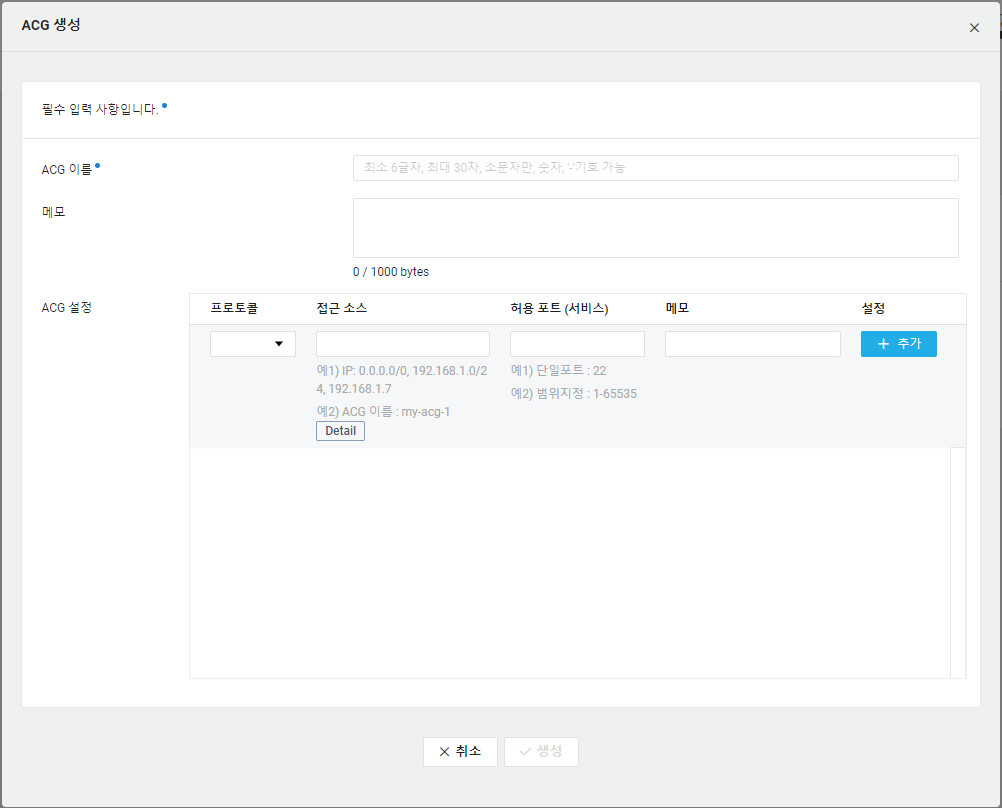 ACG 생성
필수 입력 사항입니다.
ACG 이름
최소 6글자, 최대 30자, 소문자만, 숫자, '-'기호 가능
메모
0 / 1000 bytes
ACG 설정
프로토콜 접근 소스 허용 포트 (서비스) 메모 설정
+ 추가
예1) IP: 0.0.0.0/0, 192.168.1.0/2
4, 192.168.1.7
예2) ACG 이름 : my-acg-1
Detail
예1) 단일포트 : 22
예2) 범위지정 : 1-65535
취소
생성